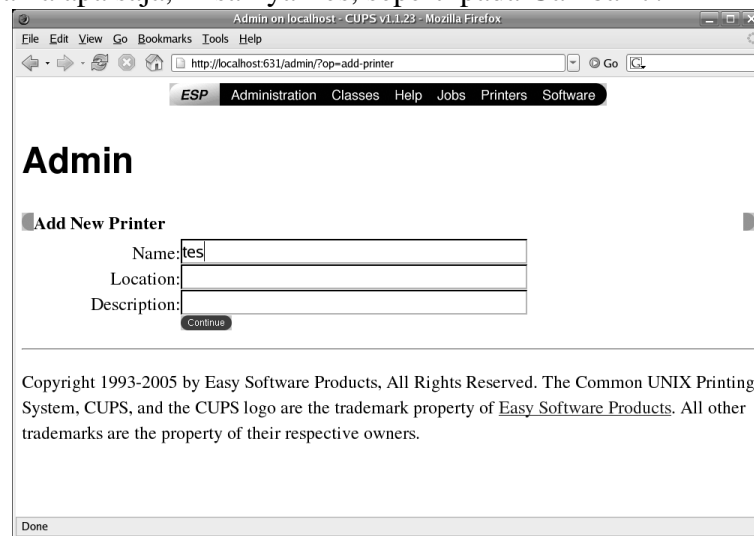 Admin on localhost - CUPS v1.1.23 - Mozilla Firefox
File Edit View Go Bookmarks Tools Help
http://localhost:631/admin/?op=add-printer Go
ESP Administration Classes Help Jobs Printers Software
Admin
Add New Printer
Name: tes
Location:
Description:
Continue
Copyright 1993-2005 by Easy Software Products, All Rights Reserved. The Common UNIX Printing
System, CUPS, and the CUPS logo are the trademark property of Easy Software Products. All other
trademarks are the property of their respective owners.
Done